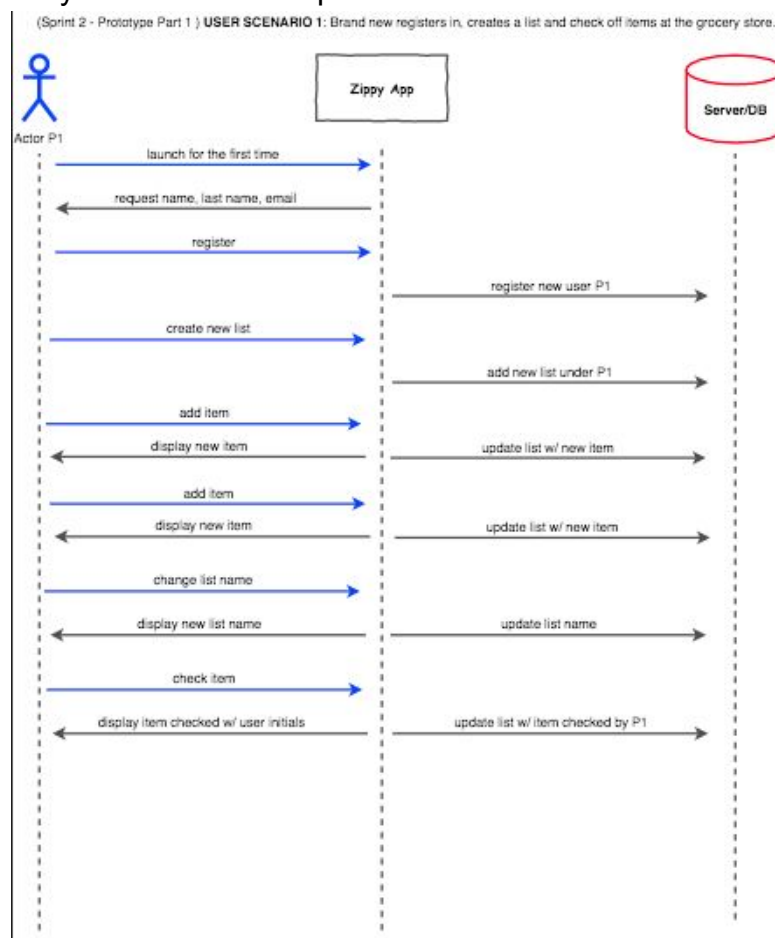 (Sprint 2 - Prototype Part 1 ) USER SCENARIO 1: Brand new registers in, creates a list and check off items at the grocery store.
Zippy App
Server/DB
Actor P1
launch for the first time
request name, last name, email
register
register new user P1
create new list
add new list under P1
add item
display new item
update list w/ new item
add item
display new item
update list w/ new item
change list name
display new list name
update list name
check item
display item checked w/ user initials
update list w/ item checked by P1